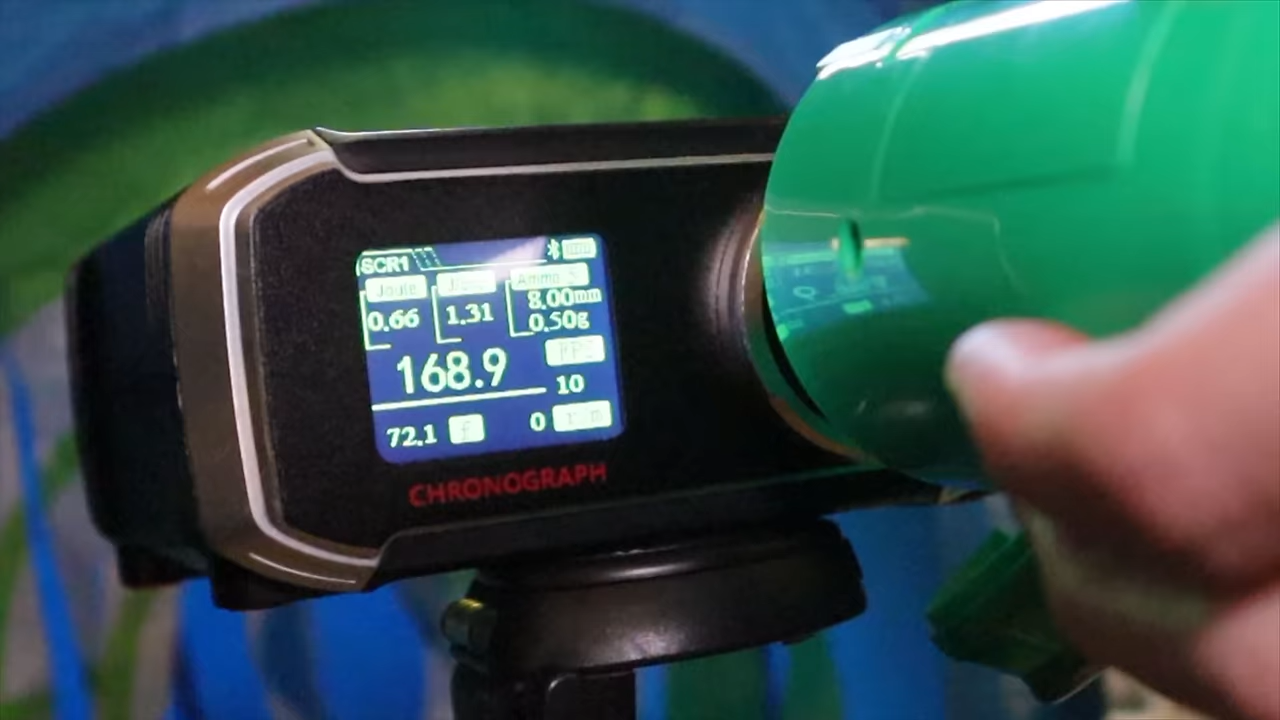 SCR1
Joule
Ammo
0.66
1.31
8.00mm
0.50g
168.9
10
72.1 f
0
CHRONOGRAPH